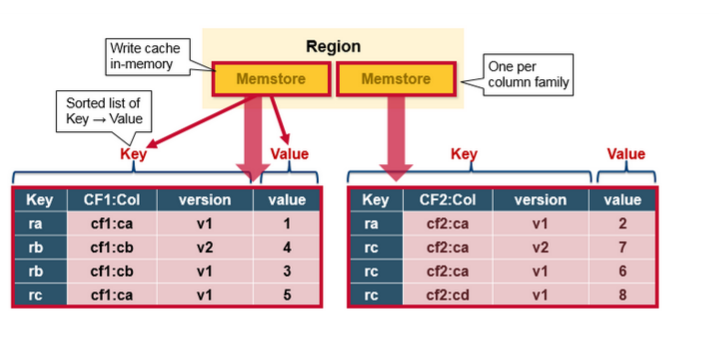 Region
Write cache
in-memory
Memstore
Memstore
One per
column family
Sorted list of
Key → Value
Key
Value
Key
Value
Key CF1:Col version value
ra cf1:ca v1 1
rb cf1:cb v2 4
rb cf1:cb v1 3
rc cf1:ca v1 5
Key CF2:Col version value
ra cf2:ca v1 2
rc cf2:ca v2 7
rc cf2:ca v1 6
rc cf2:cd v1 8